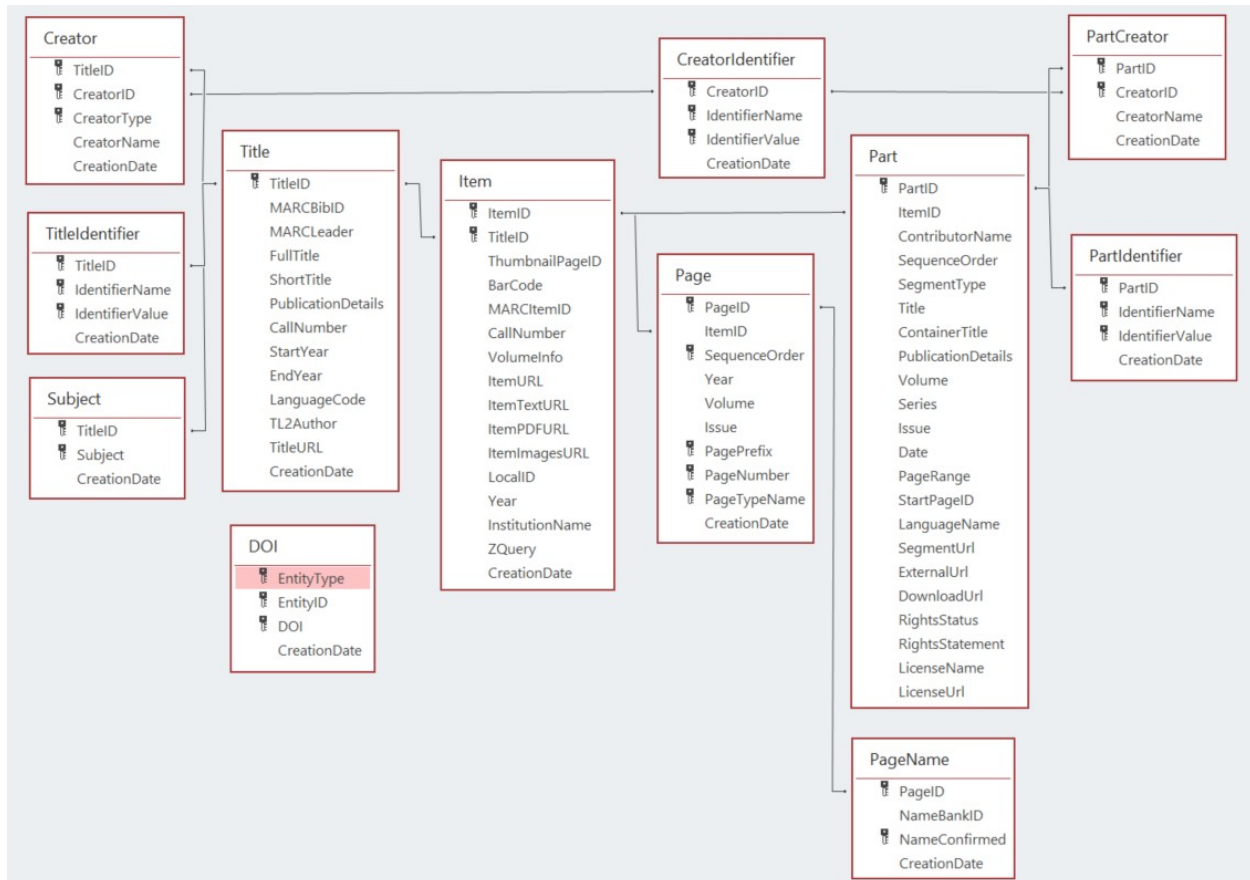 Creator
TitleID
CreatorID
CreatorType
CreatorName
CreationDate
TitleIdentifier
TitleID
IdentifierName
IdentifierValue
CreationDate
Subject
TitleID
Subject
CreationDate
Title
TitleID
MARCBibID
MARCLeader
FullTitle
ShortTitle
PublicationDetails
CallNumber
StartYear
EndYear
LanguageCode
TL2Author
TitleURL
CreationDate
DOI
EntityType
EntityID
DOI
CreationDate
Item
ItemID
TitleID
ThumbnailPageID
BarCode
MARCItemID
CallNumber
VolumeInfo
ItemURL
ItemTextURL
ItemPDFURL
ItemImagesURL
LocalID
Year
InstitutionName
ZQuery
CreationDate
CreatorIdentifier
CreatorID
IdentifierName
IdentifierValue
CreationDate
Page
PageID
ItemID
SequenceOrder
Year
Volume
Issue
PagePrefix
PageNumber
PageTypeName
CreationDate
Part
PartID
ItemID
ContributorName
SequenceOrder
SegmentType
Title
ContainerTitle
PublicationDetails
Volume
Series
Issue
Date
PageRange
StartPageID
LanguageName
SegmentUrl
ExternalUrl
DownloadUrl
RightsStatus
RightsStatement
LicenseName
LicenseUrl
PageName
PageID
NameBankID
NameConfirmed
CreationDate
PartCreator
PartID
CreatorID
CreatorName
CreationDate
PartIdentifier
PartID
IdentifierName
IdentifierValue
CreationDate